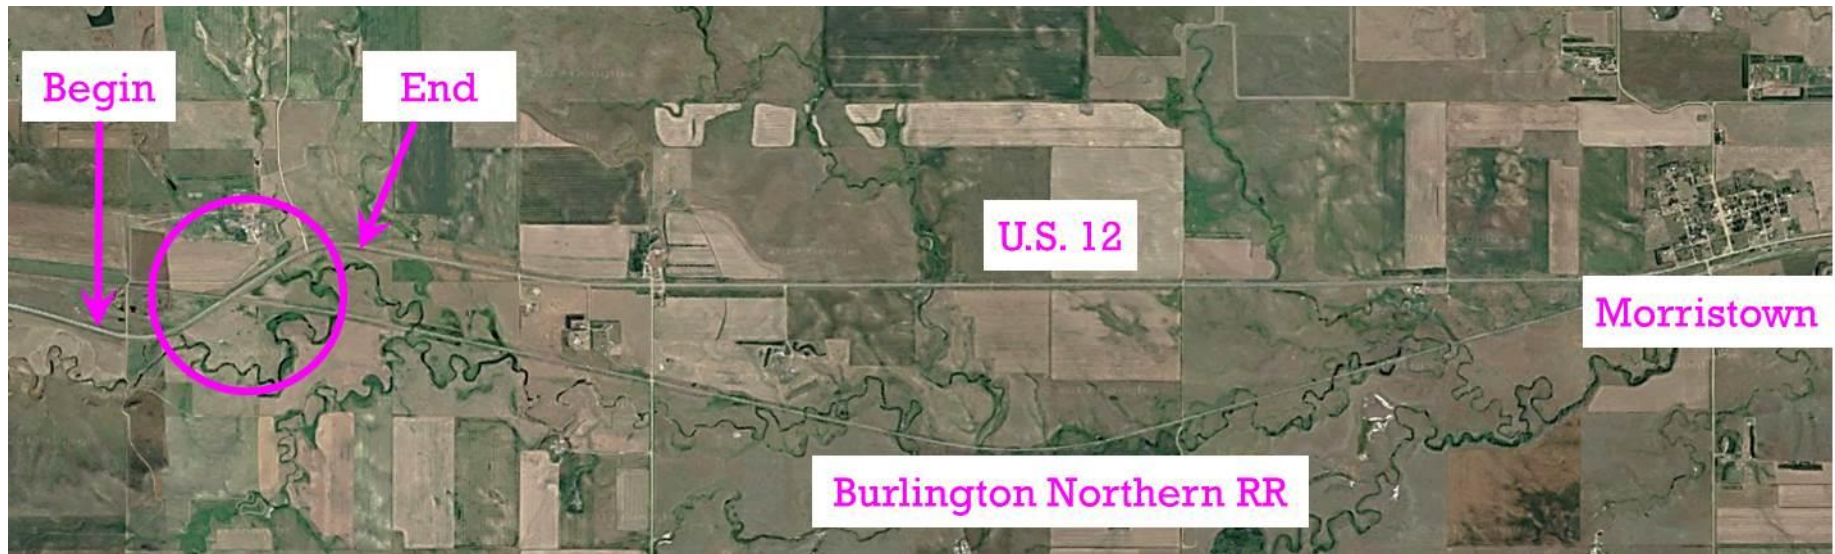 Begin
End
U.S. 12
Morristown
Burlington Northern RR